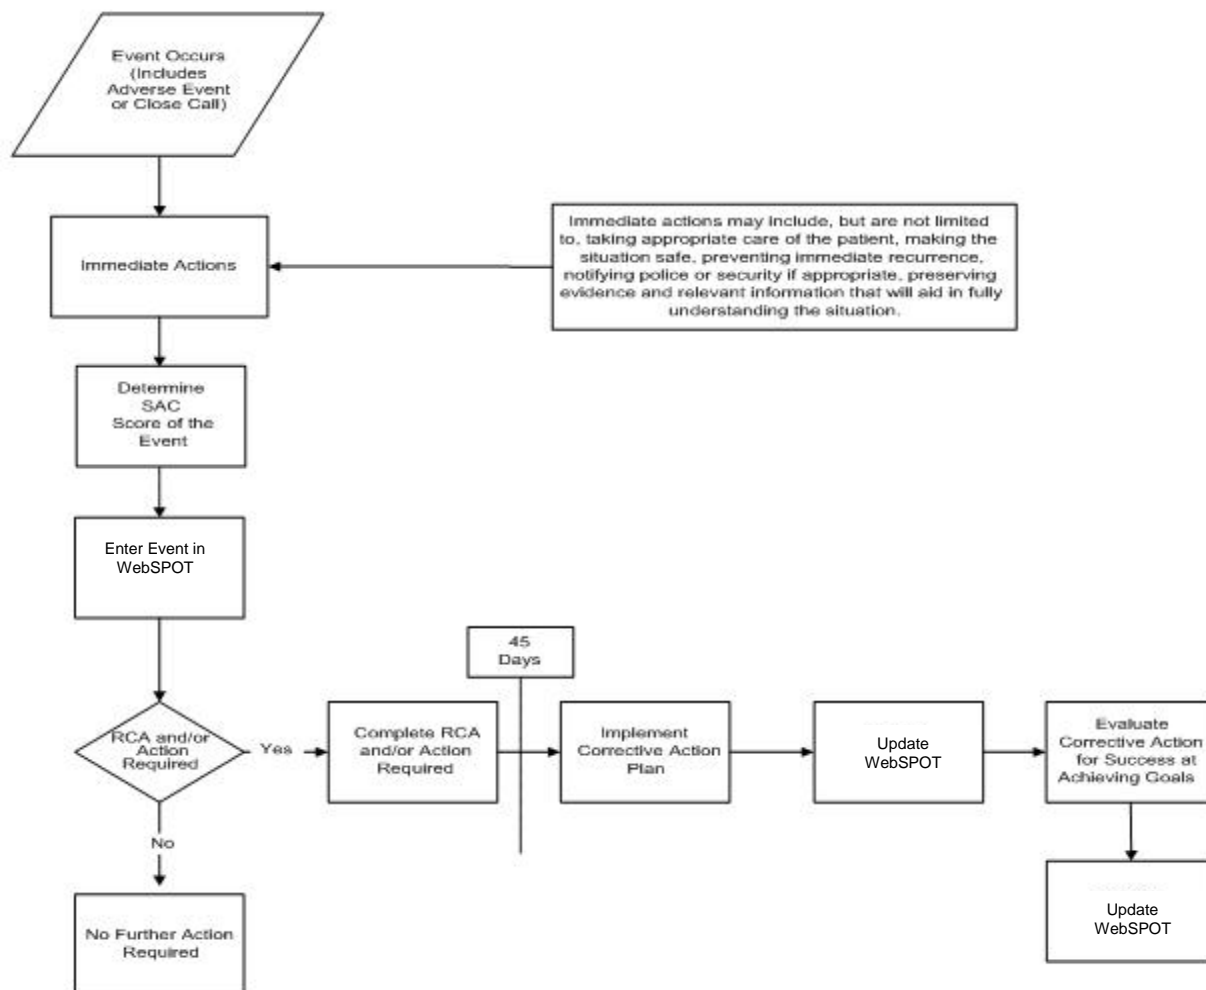 Event Occurs
(Includes
Adverse Event
or Close Call)
Immediate Actions
Immediate actions may include, but are not limited
to, taking appropriate care of the patient, making the
situation safe, preventing immediate recurrence,
notifying police or security if appropriate, preserving
evidence and relevant information that will aid in fully
understanding the situation.
Determine
SAC
Score of the
Event
Enter Event in
WebSPOT
RCA and/or
Action
Required
Yes
Complete RCA
and/or Action
Required
45
Days
Implement
Corrective Action
Plan
Update
WebSPOT
Evaluate
Corrective Action
for Success at
Achieving Goals
No
No Further Action
Required
Update
WebSPOT